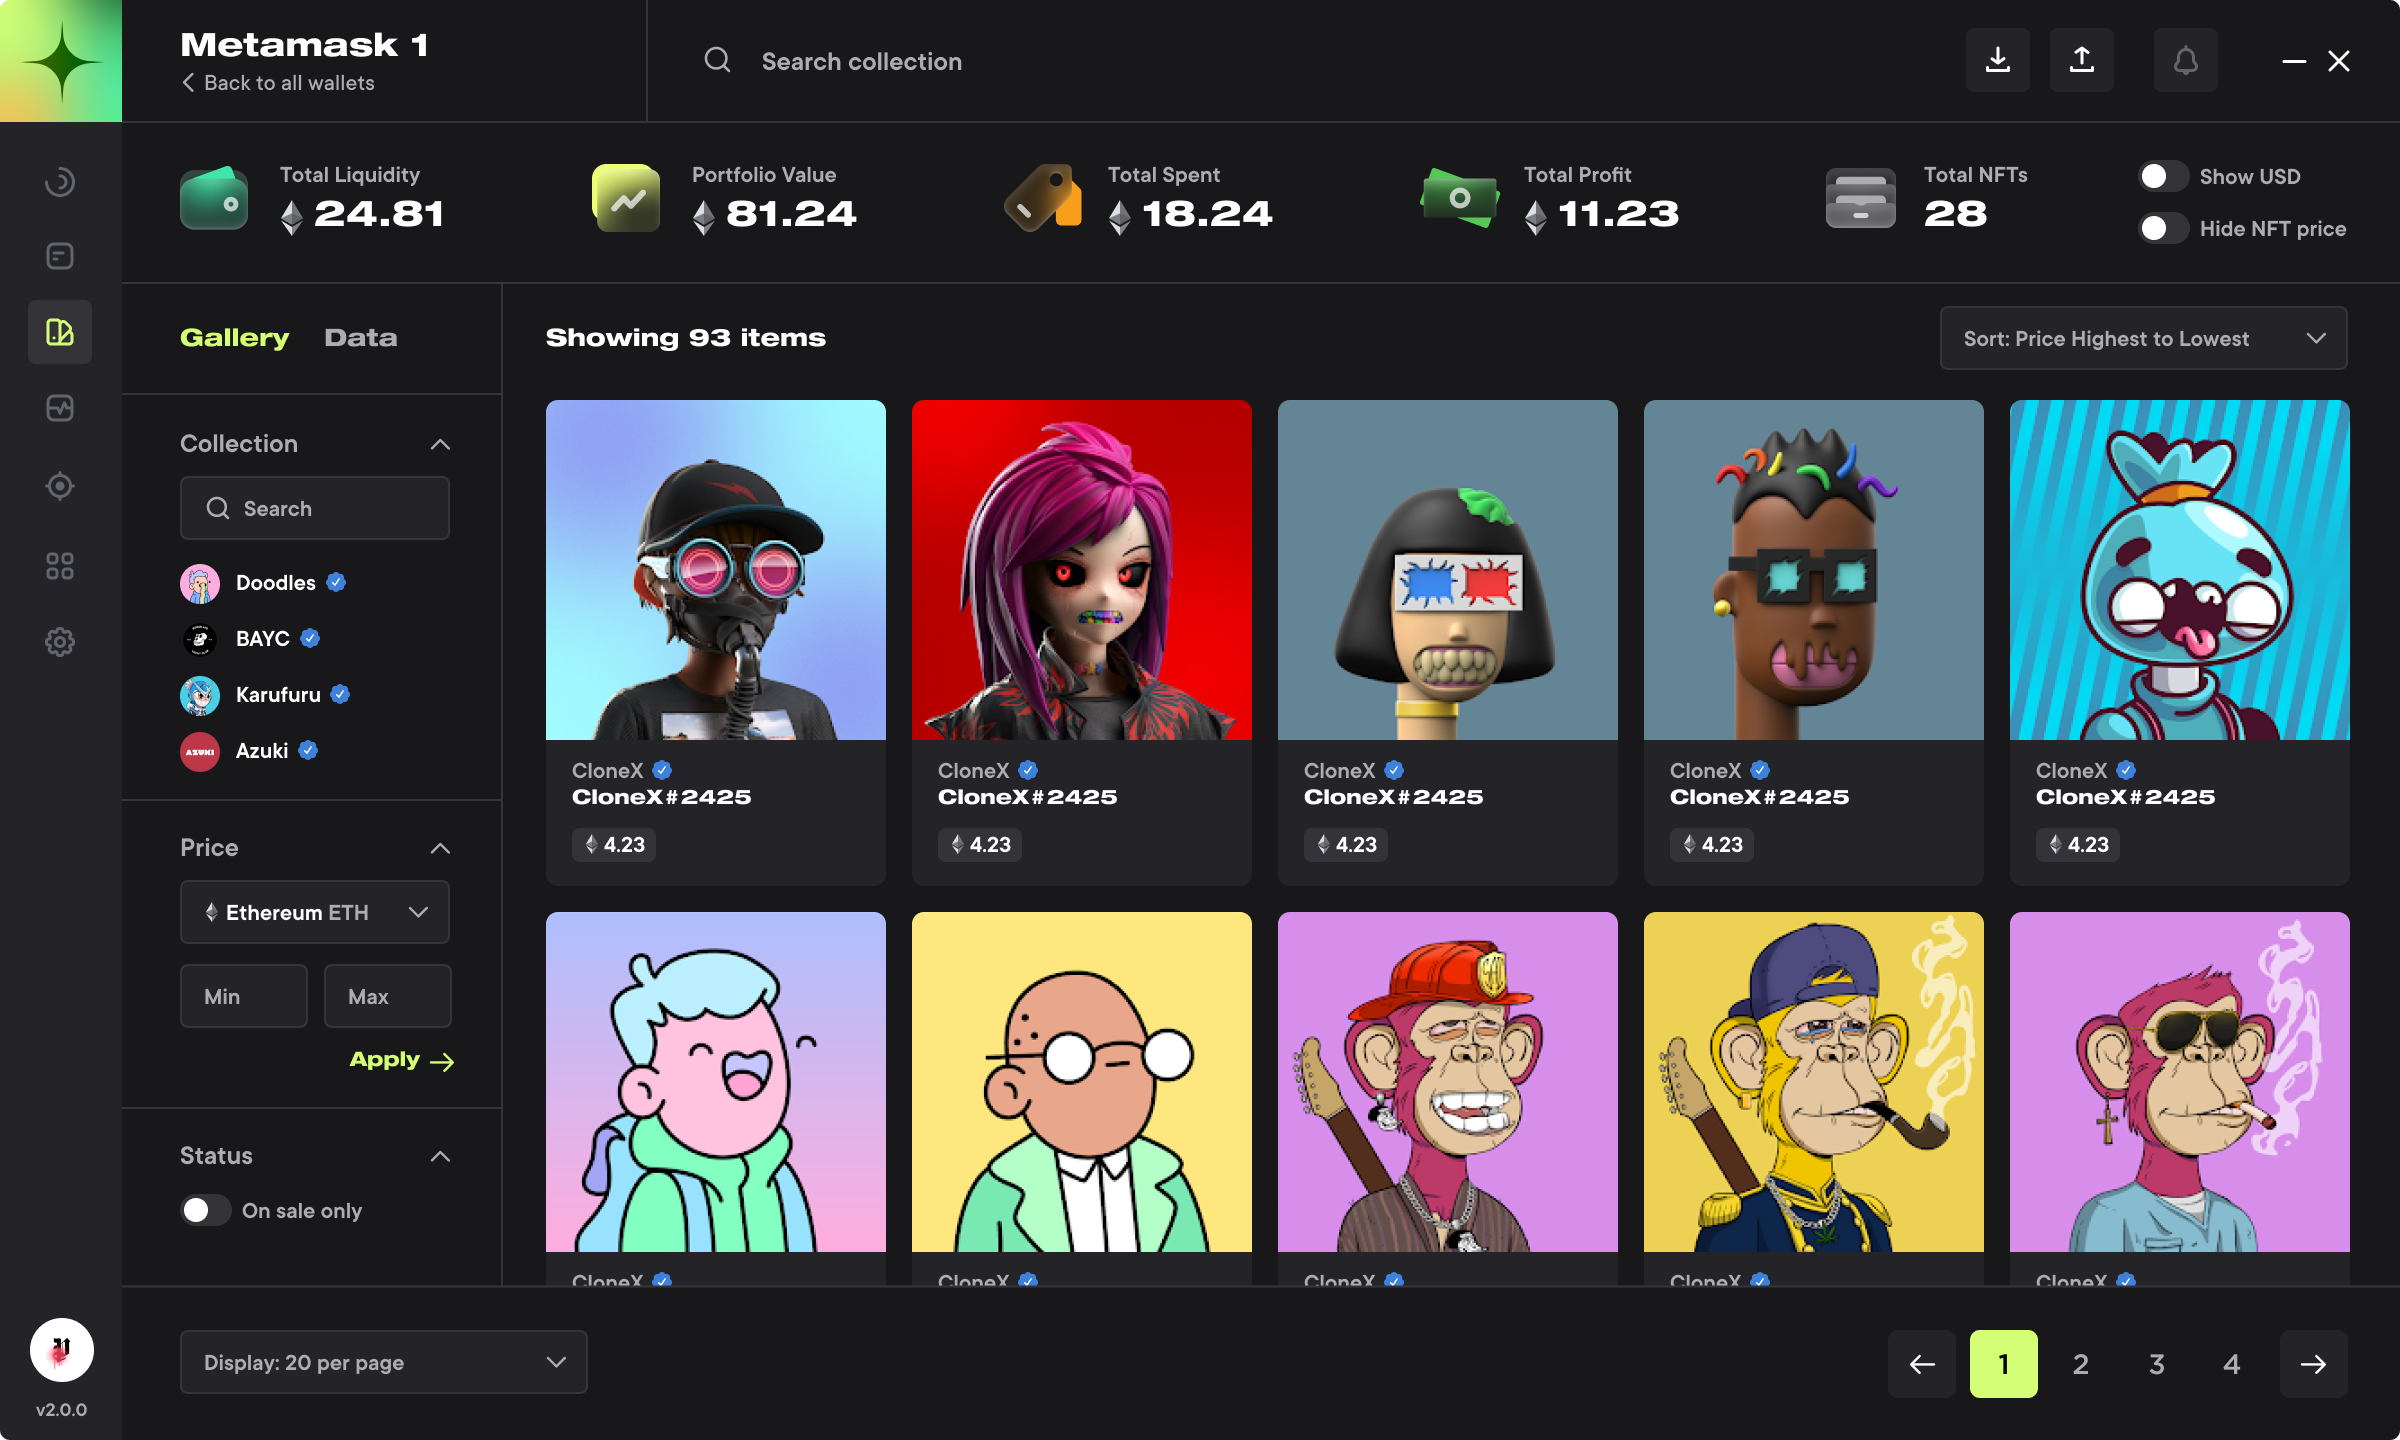 Metamask 1
Back to all wallets
Search collection
Total Liquidity
24.81
Portfolio Value
81.24
Total Spent
18.24
Total Profit
11.23
Total NFTs
28
Show USD
Hide NFT price
Gallery
Data
Showing 93 items
Sort: Price Highest to Lowest
Collection
Search
Doodles
BAYC
Karufuru
AZUKI
Azuki
Price
Ethereum ETH
Min
Max
Apply
Status
On sale only
CloneX
CloneX#2425
4.23
CloneX
CloneX#2425
4.23
CloneX
CloneX#2425
4.23
CloneX
CloneX#2425
4.23
CloneX
CloneX#2425
4.23
CloneX
CloneX
CloneX
CloneX
CloneX
Display: 20 per page
1
2
3
4
v2.0.0